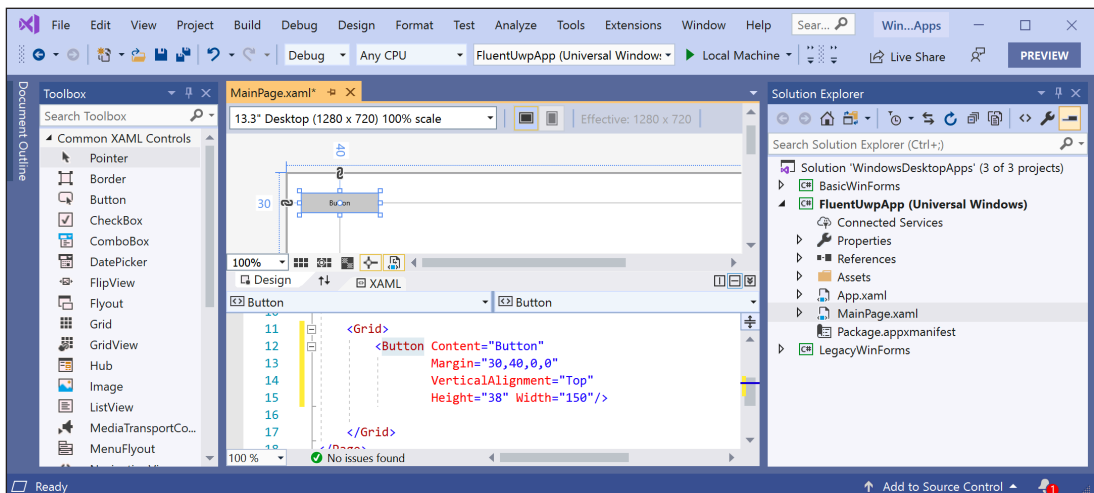 File Edit View Project Build Debug Design Format Test Analyze Tools Extensions Window Help Sear... Win...Apps
Debug Any CPU FluentUwpApp (Universal Window: Local Machine Live Share PREVIEW
Document Outline
Toolbox
Search Toolbox
Common XAML Controls
Pointer
Border
Button
CheckBox
ComboBox
DatePicker
FlipView
Flyout
Grid
GridView
Hub
Image
ListView
MediaTransportCo...
MenuFlyout
MainPage.xaml*
13.3" Desktop (1280 x 720) 100% scale Effective: 1280 x 720
40
30 Button
100%
Design XAML
Button Button
11 <Grid>
12 <Button Content="Button"
13 Margin="30,40,0,0"
14 VerticalAlignment="Top"
15 Height="38" Width="150"/>
16
17 </Grid>
18 </Page>
100 % No issues found
Solution Explorer
Search Solution Explorer (Ctrl+;)
Solution 'WindowsDesktopApps' (3 of 3 projects)
C# BasicWinForms
C# FluentUwpApp (Universal Windows)
Connected Services
Properties
References
Assets
App.xaml
MainPage.xaml
Package.appxmanifest
C# LegacyWinForms
Ready Add to Source Control 1